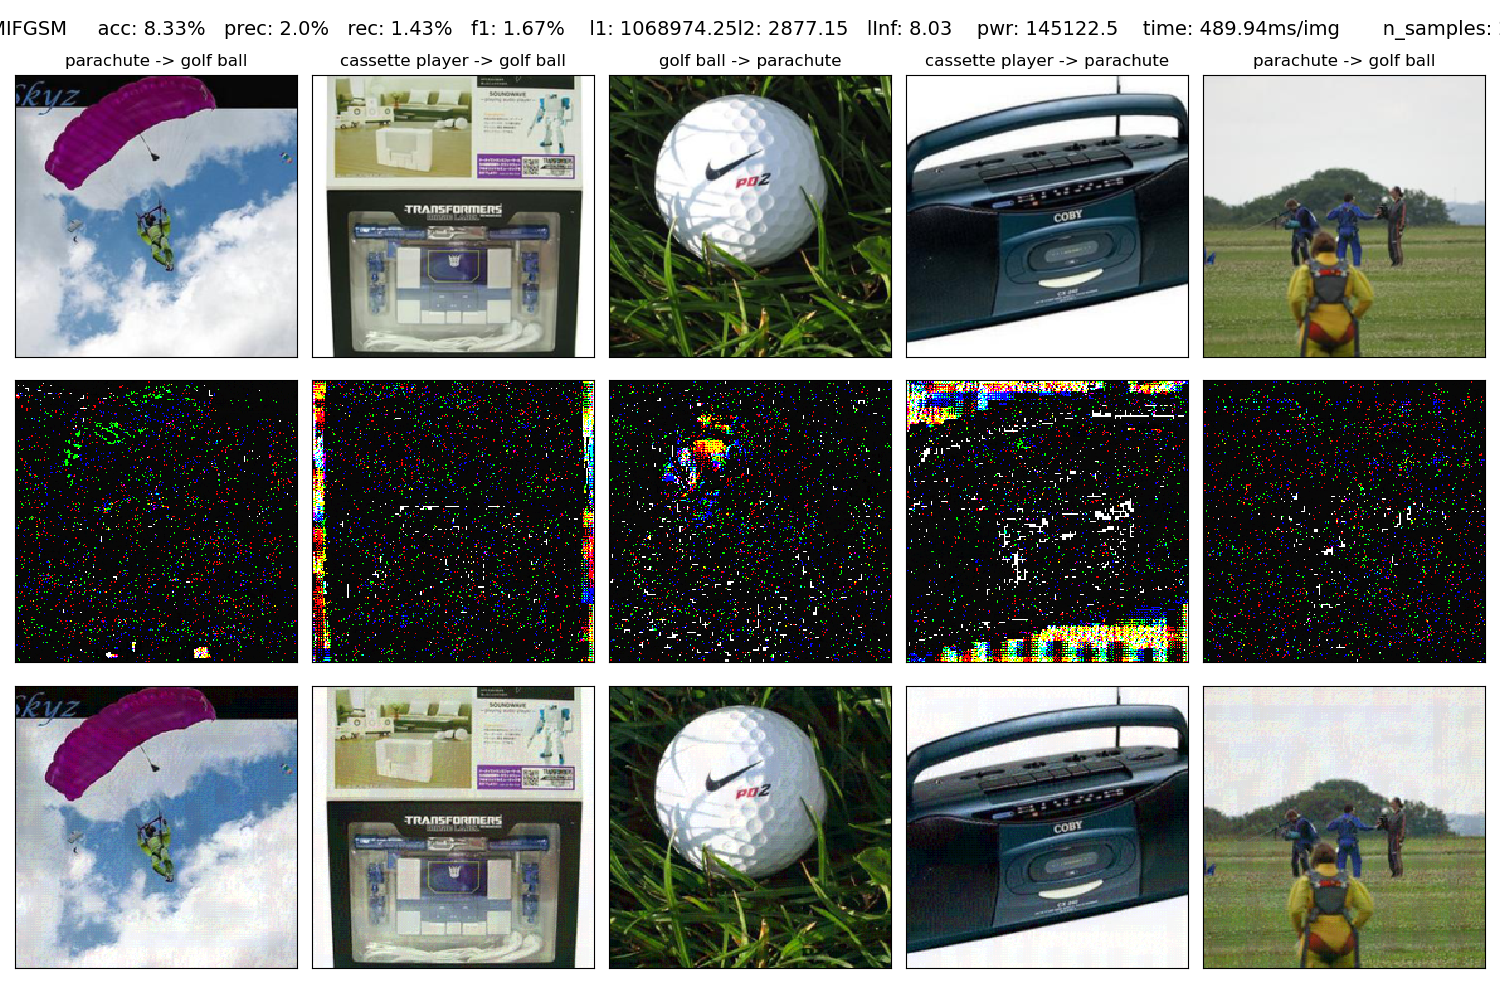 MIFGSM acc: 8.33% prec: 2.0% rec: 1.43% f1: 1.67% l1: 1068974.25l2: 2877.15 lInf: 8.03 pwr: 145122.5 time: 489.94ms/img n_samples:
parachute -> golf ball
cassette player -> golf ball
golf ball -> parachute
cassette player -> parachute
parachute -> golf ball
Skyz
SOUNDWAVE
TRANSFORMERS
PD2
COBY
Skyz
SOUNDWAVE
TRANSFORMERS
PD2
COBY